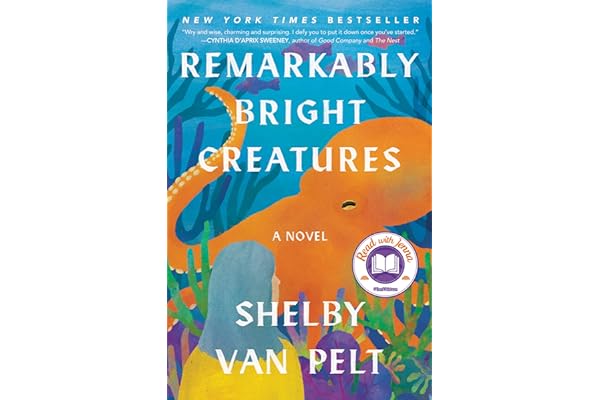 NEW YORK TIMES BESTSELLER
"Wry and wise, charming and surprising. I defy you to put it down once you've started."
—CYNTHIA D'APRIX SWEENEY, author of Good Company and The Nest
REMARKABLY
BRIGHT
CREATURES
A NOVEL
Read with Jenna
SHELBY
VAN PELT